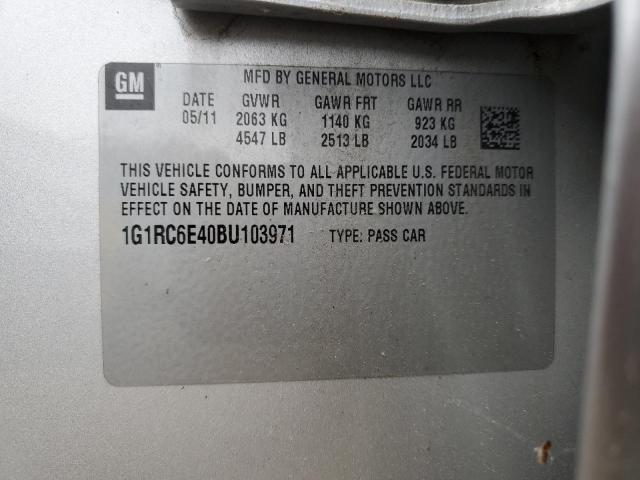 GM
MFD BY GENERAL MOTORS LLC
DATE GVWR GAWR FRT GAWR RR
05/11 2063 KG 1140 KG 923 KG
4547 LB 2513 LB 2034 LB
THIS VEHICLE CONFORMS TO ALL APPLICABLE U.S. FEDERAL MOTOR
VEHICLE SAFETY, BUMPER, AND THEFT PREVENTION STANDARDS IN
EFFECT ON THE DATE OF MANUFACTURE SHOWN ABOVE.
1G1RC6E40BU103971 TYPE: PASS CAR